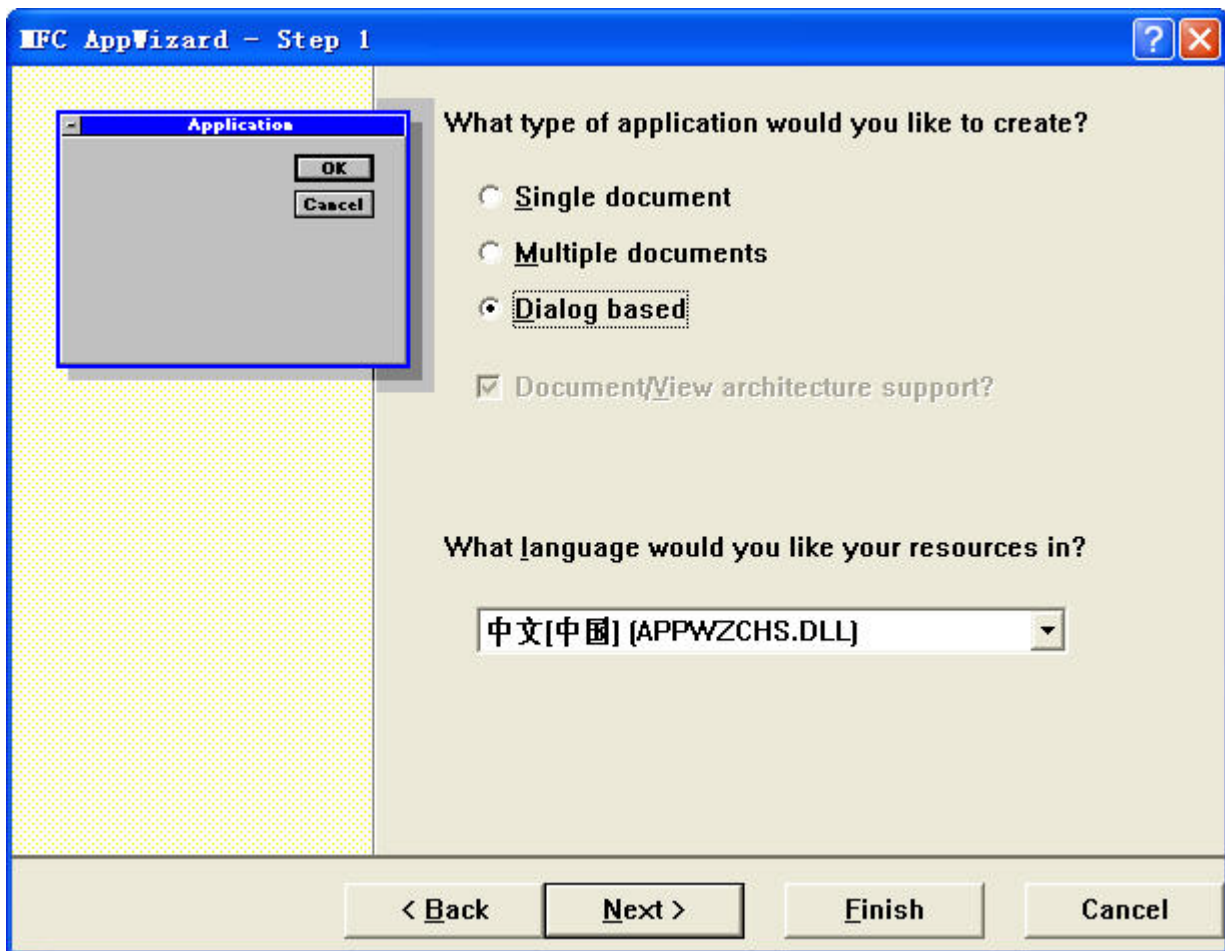 MFC AppWizard - Step 1
Application
OK
Cancel
What type of application would you like to create?
Single document
Multiple documents
Dialog based
Document/View architecture support?
What language would you like your resources in?
中文[中国] (APPWZCHS.DLL)
< Back
Next >
Finish
Cancel